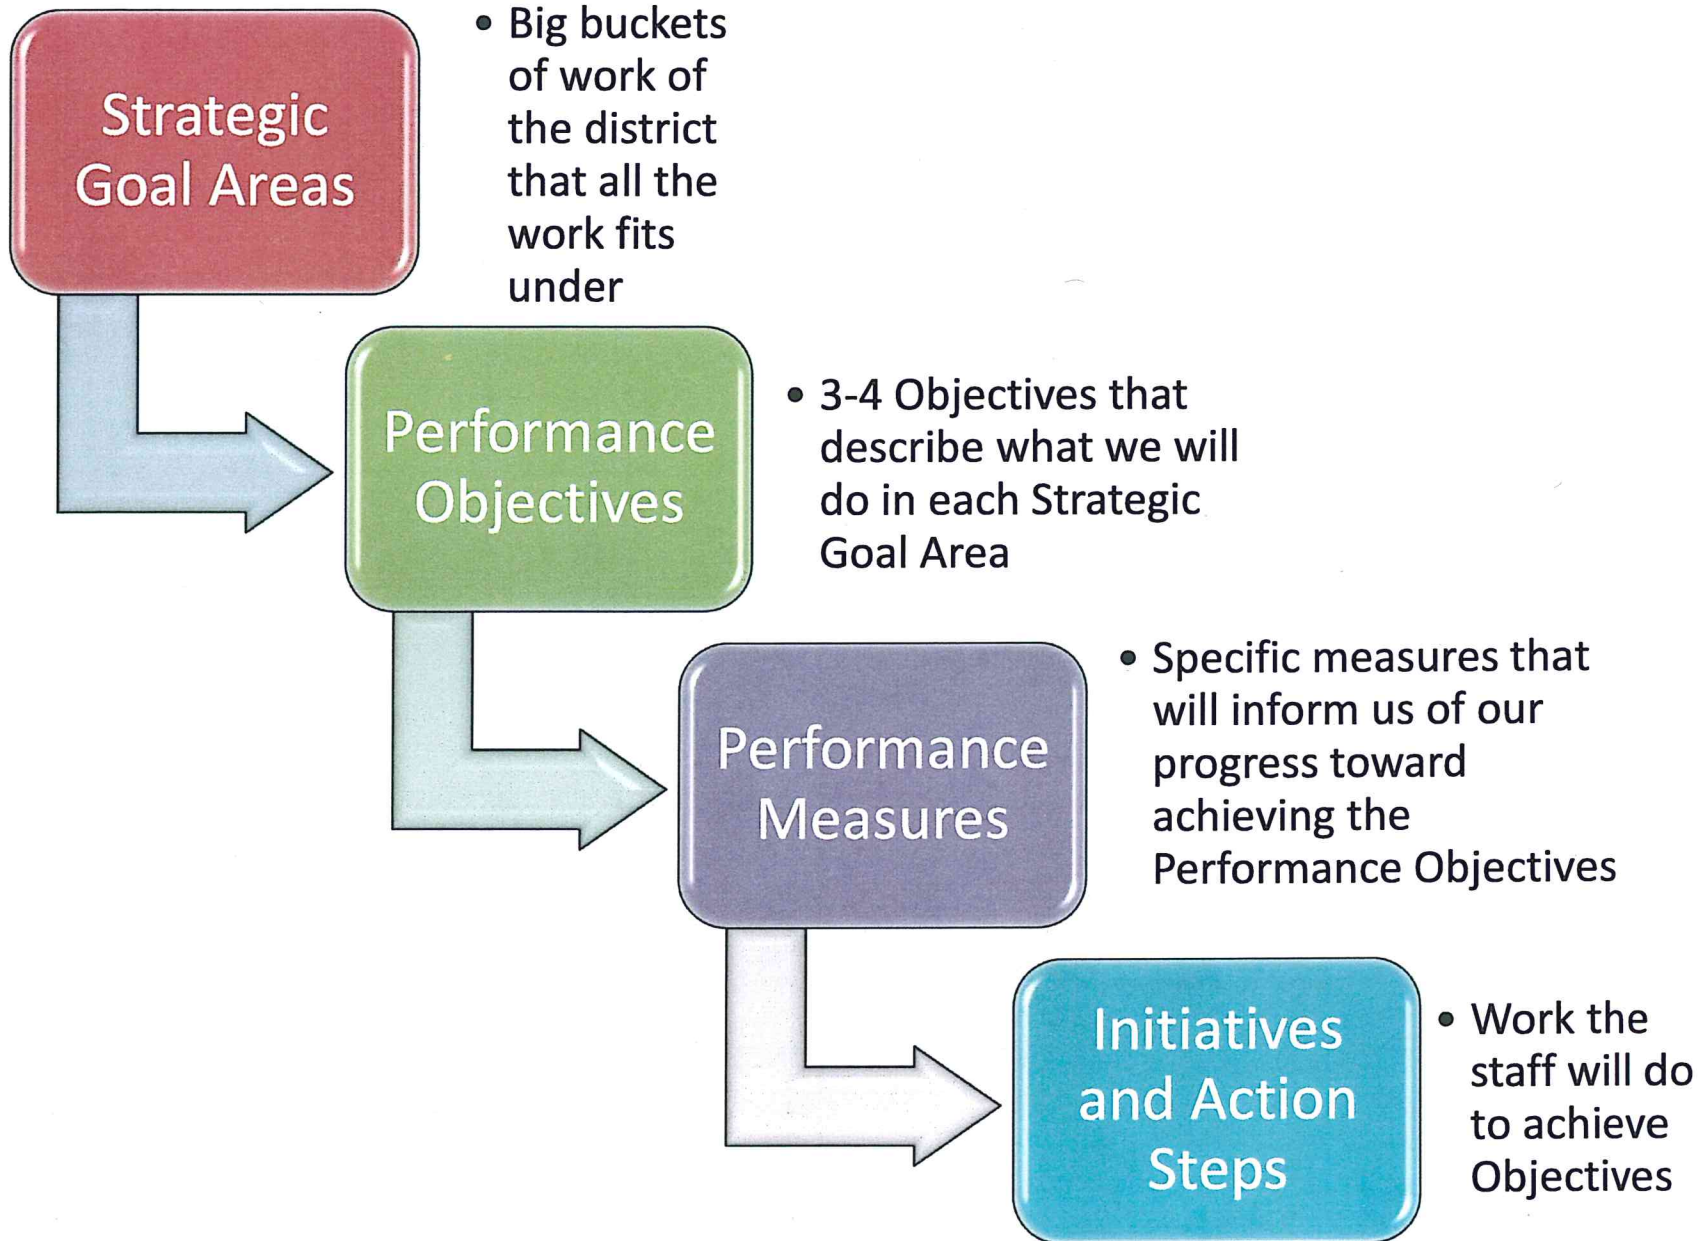 Strategic
Goal Areas
• Big buckets
of work of
the district
that all the
work fits
under
Performance
Objectives
• 3-4 Objectives that
describe what we will
do in each Strategic
Goal Area
Performance
Measures
• Specific measures that
will inform us of our
progress toward
achieving the
Performance Objectives
Initiatives
and Action
Steps
• Work the
staff will do
to achieve
Objectives